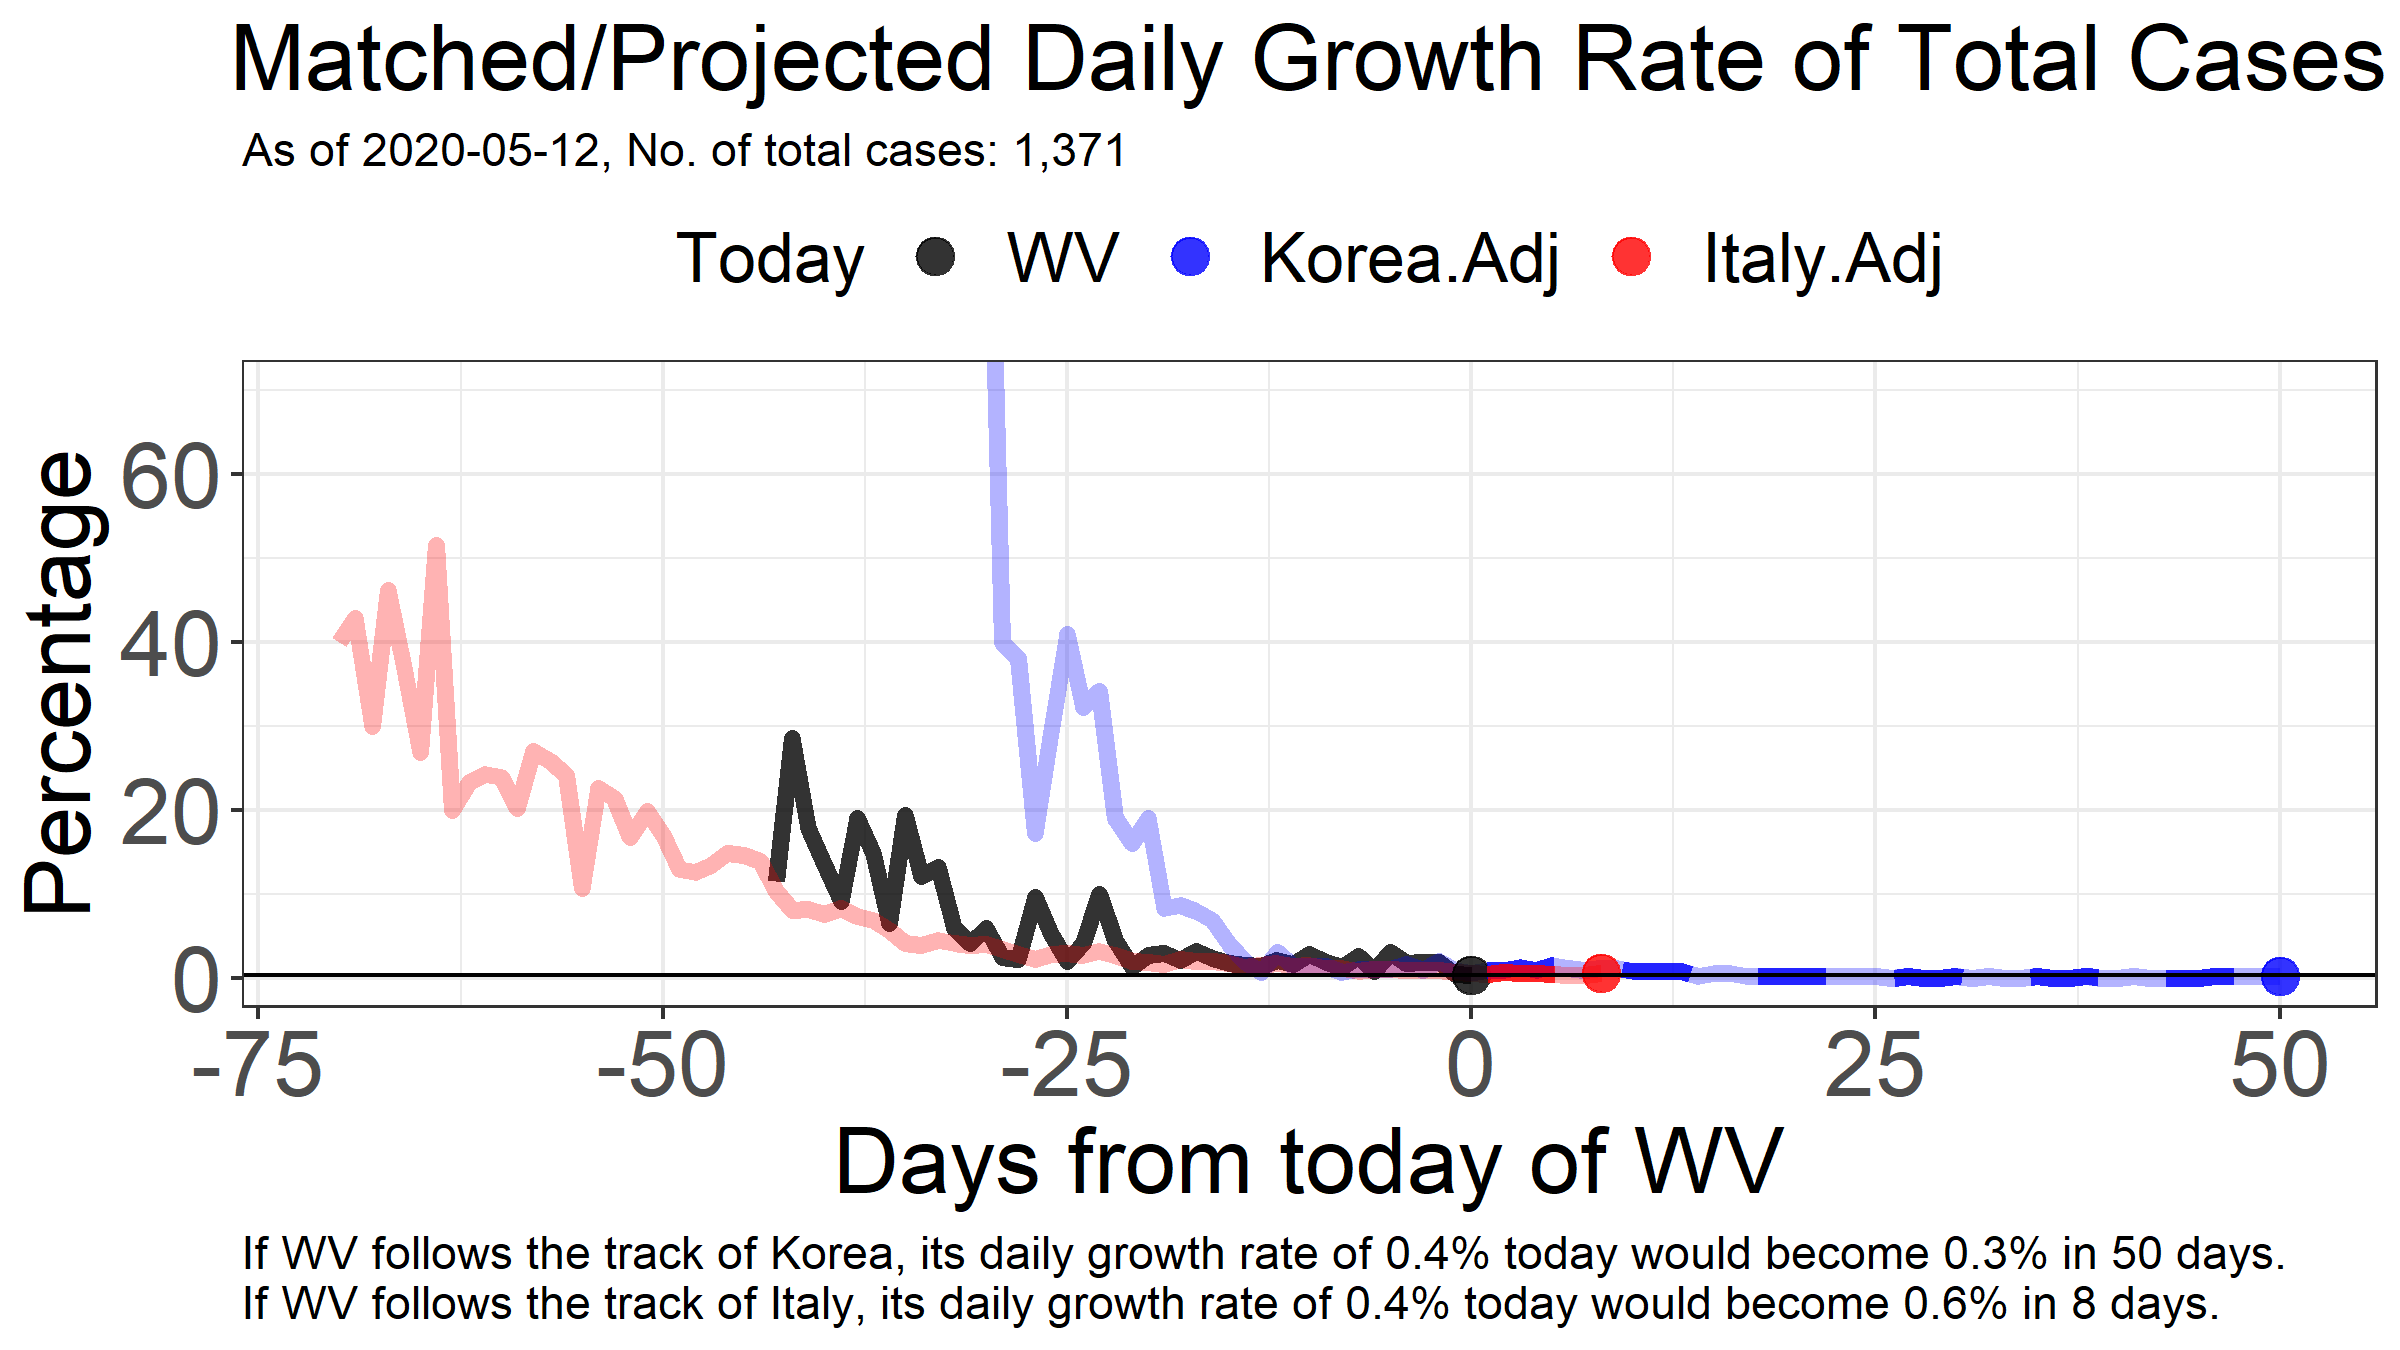 Matched/Projected Daily Growth Rate of Total Cases
As of 2020-05-12, No. of total cases: 1,371
Today WV Korea.Adj Italy.Adj
Percentage
60
40
20
0
-75 -50 -25 0 25 50
Days from today of WV
If WV follows the track of Korea, its daily growth rate of 0.4% today would become 0.3% in 50 days.
If WV follows the track of Italy, its daily growth rate of 0.4% today would become 0.6% in 8 days.